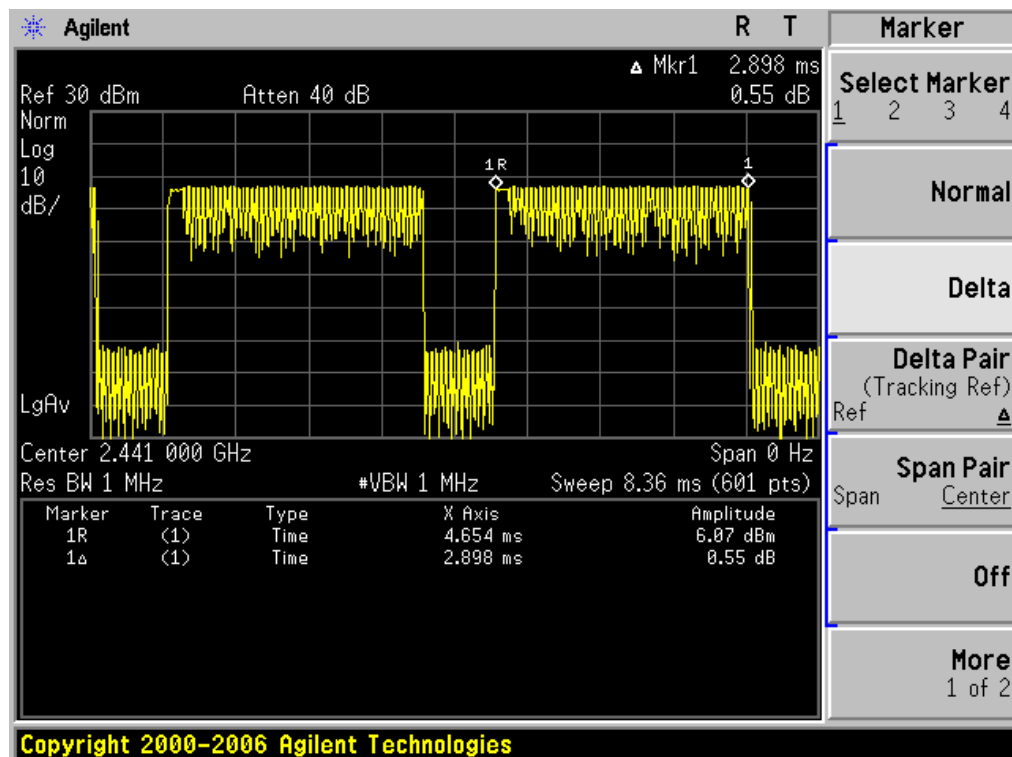 Agilent R T Marker
▵ Mkr1 2.898 ms
Ref 30 dBm Atten 40 dB 0.55 dB
Norm
Log
10
dB/
1R 1
LgAv
Center 2.441 000 GHz Span 0 Hz
Res BW 1 MHz #VBW 1 MHz Sweep 8.36 ms (601 pts)
Marker Trace Type X Axis Amplitude
1R (1) Time 4.654 ms 6.07 dBm
1▵ (1) Time 2.898 ms 0.55 dB
Select Marker
1 2 3 4
Normal
Delta
Delta Pair
(Tracking Ref)
Ref ▵
Span Pair
Span Center
Off
More
1 of 2
Copyright 2000-2006 Agilent Technologies